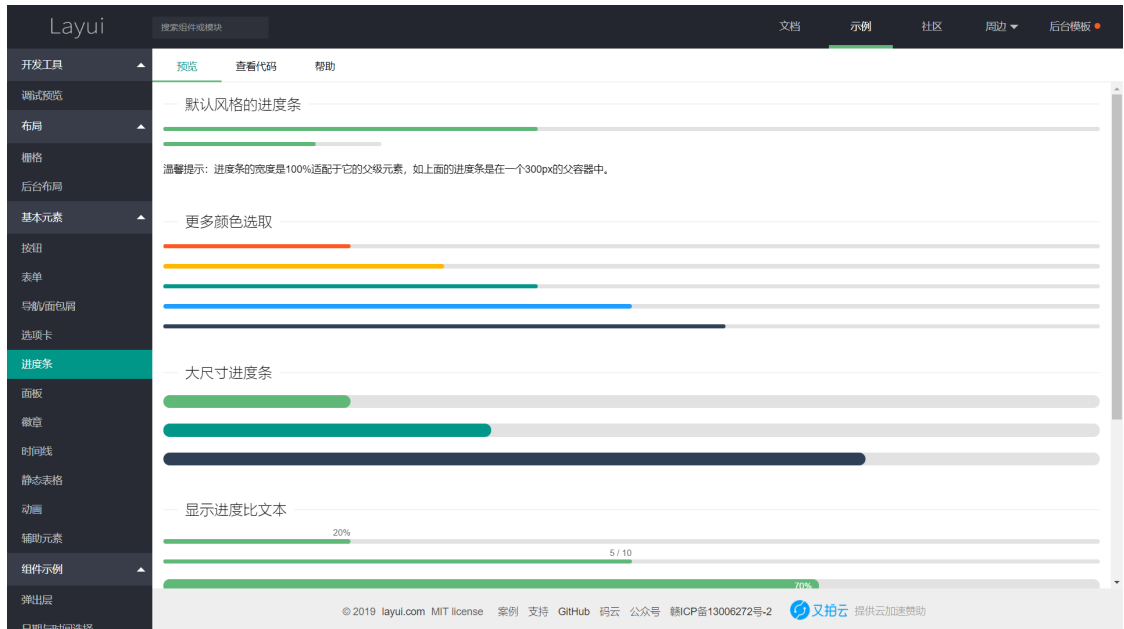 Layui 搜索组件或模块 文档 示例 社区 周边 后台模板
开发工具 预览 查看代码 帮助
调试预览
布局
栅格
后台布局
基本元素
按钮
表单
导航/面包屑
选项卡
进度条
面板
徽章
时间线
静态表格
动画
辅助元素
组件示例
弹出层
日期与时间选择
默认风格的进度条
温馨提示：进度条的宽度是100%适配于它的父级元素，如上面的进度条是在一个300px的父容器中。
更多颜色选取
大尺寸进度条
显示进度比文本
20%
5 / 10
70%
© 2019 layui.com MIT license 案例 支持 GitHub 码云 公众号 赣ICP备13006272号-2 又拍云 提供云加速赞助